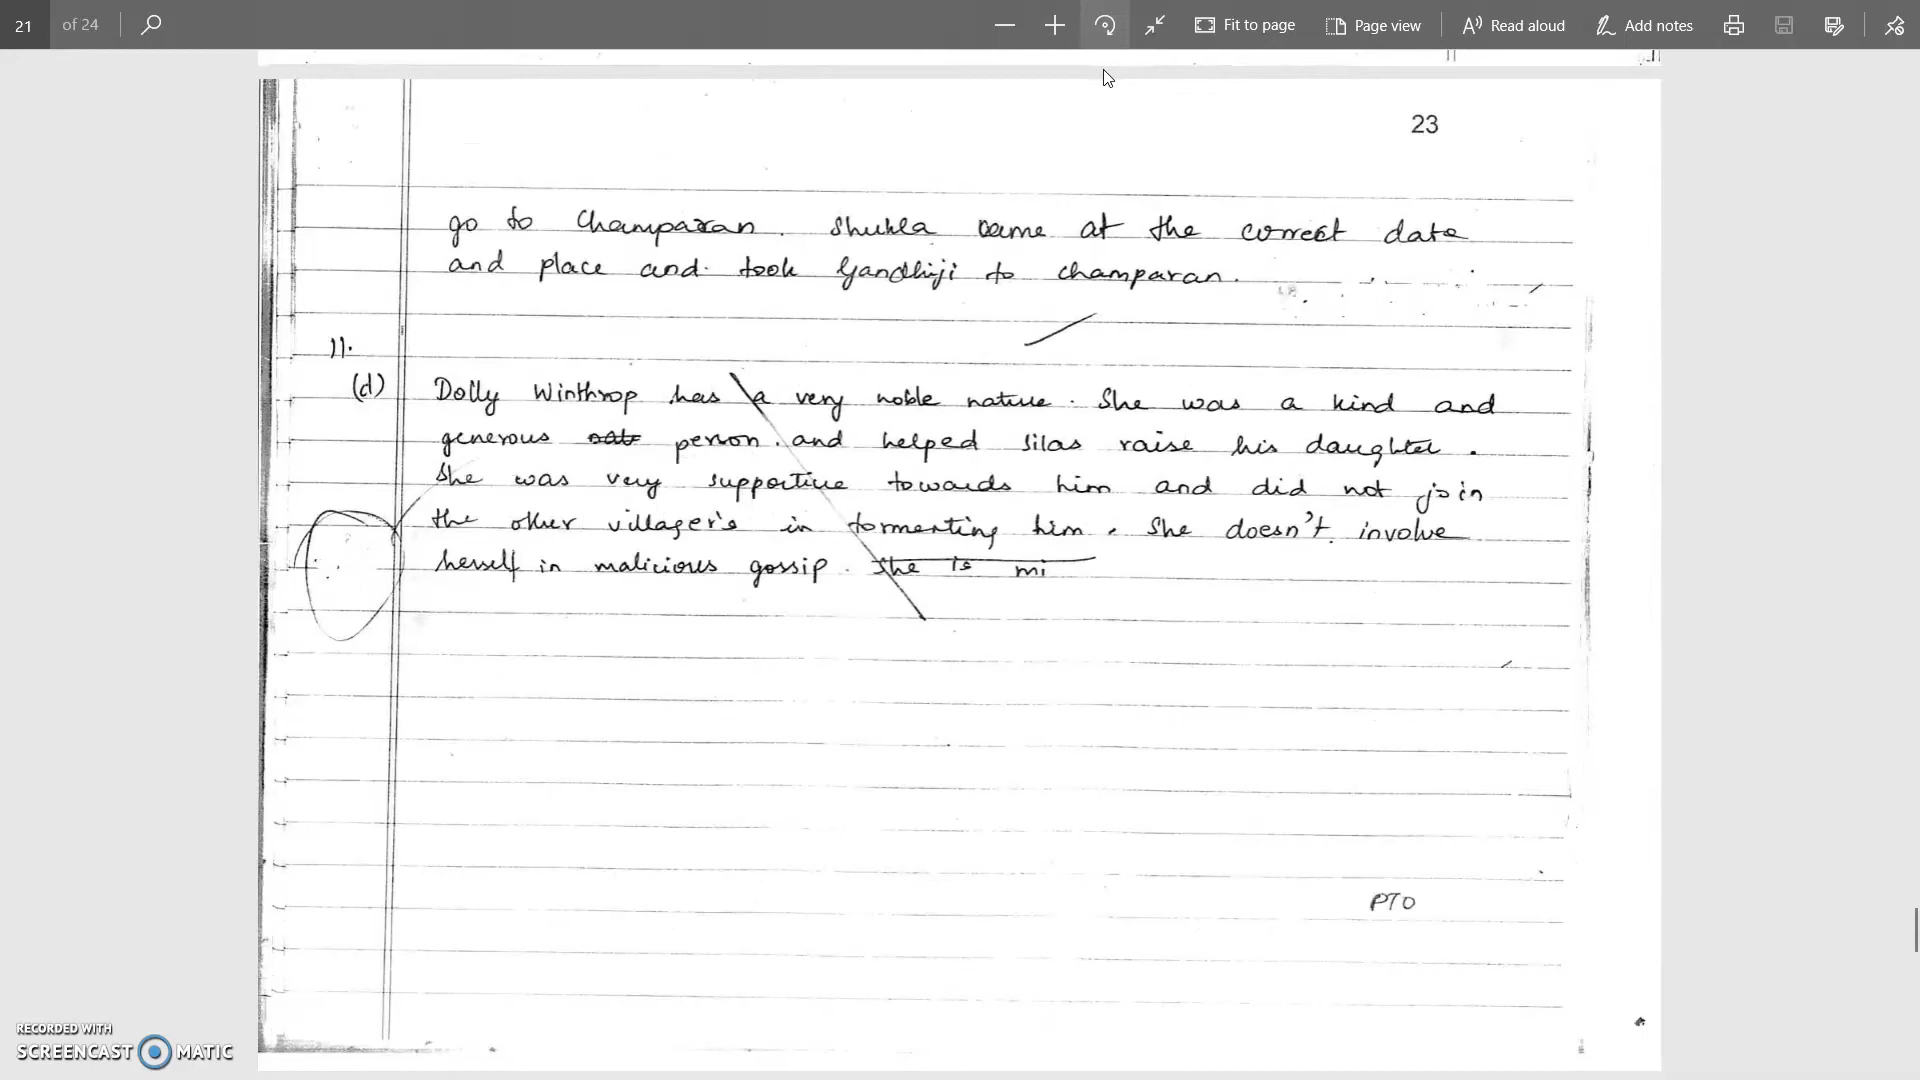 21 of 24 Fit to page Page view Read aloud Add notes
23
go to Champaran. Shukla came at the correct date
and place and. took Gandhiji to champaran.
11.
(d) Dolly Winthrop has a very noble nature. She was a kind and
generous person. and helped Silas raise his daughter.
She was very supportive towards him and did not join
the other villager's in tormenting him. She doesn't involve
herself in malicious gossip. She is mi
PTO
RECORDED WITH
SCREENCAST MATIC